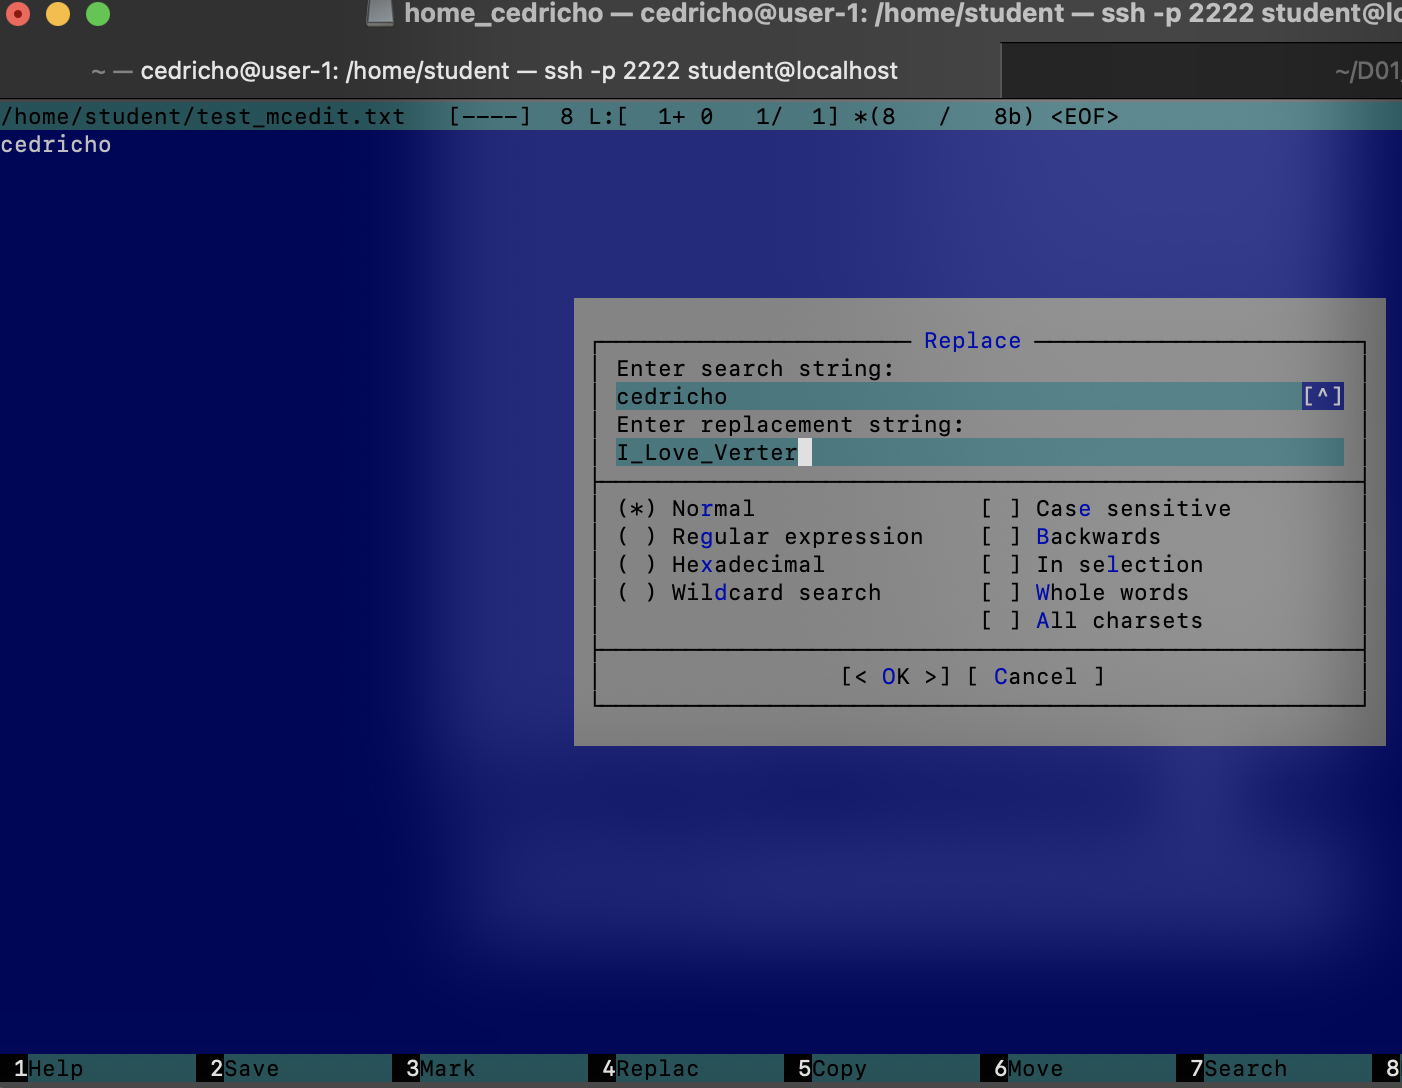 home_cedricho — cedricho@user-1: /home/student — ssh -p 2222 student@lo
~ — cedricho@user-1: /home/student — ssh -p 2222 student@localhost
~/D01
/home/student/test_mcedit.txt [----] 8 L:[ 1+ 0 1/ 1] *(8 / 8b) <EOF>
cedricho
Replace
Enter search string:
cedricho [^]
Enter replacement string:
I_Love_Verter
(*) Normal [ ] Case sensitive
( ) Regular expression [ ] Backwards
( ) Hexadecimal [ ] In selection
( ) Wildcard search [ ] Whole words
[ ] All charsets
[< OK >] [ Cancel ]
1Help 2Save 3Mark 4Replac 5Copy 6Move 7Search 8